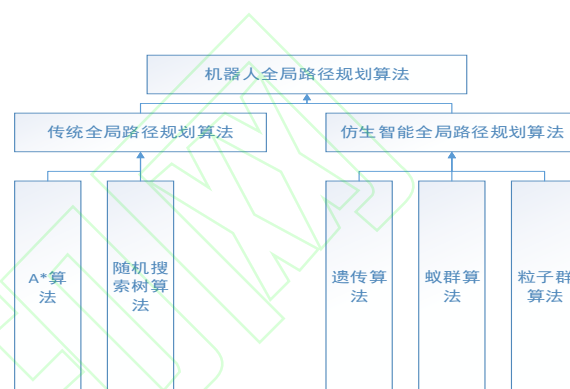 机器人全局路径规划算法
传统全局路径规划算法
仿生智能全局路径规划算法
A*算
法
随机搜
索树算
法
遗传算
法
蚁群算
法
粒子群
算法